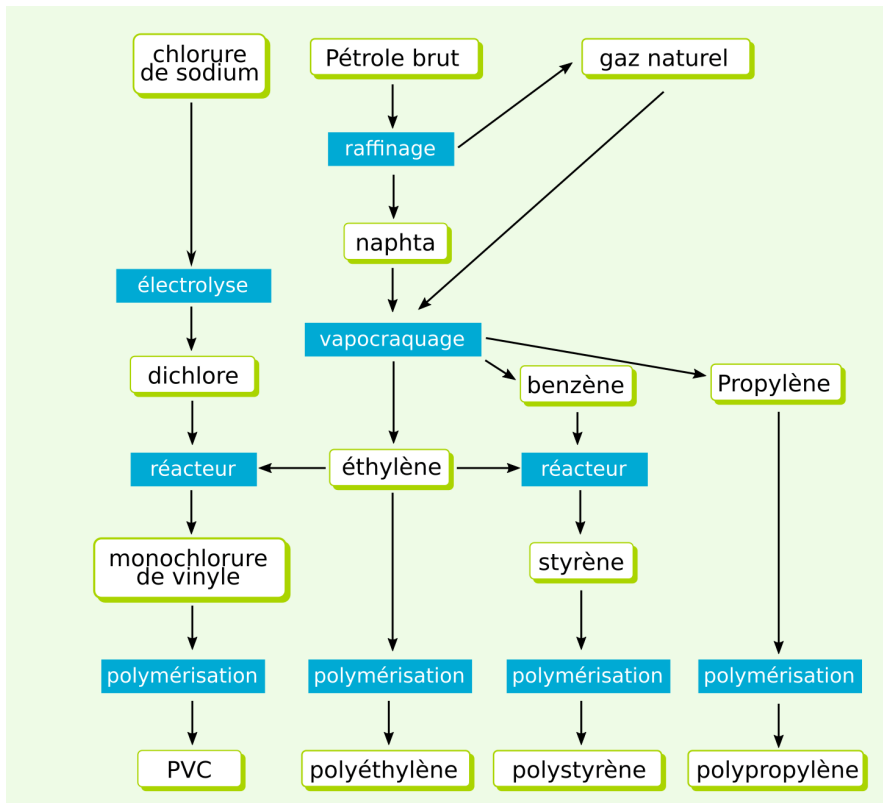 chlorure
de sodium
Pétrole brut
gaz naturel
raffinage
naphta
électrolyse
vapocraquage
dichlore
benzène
Propylène
réacteur
éthylène
réacteur
monochlorure
de vinyle
styrène
polymérisation
polymérisation
polymérisation
polymérisation
PVC
polyéthylène
polystyrène
polypropylène